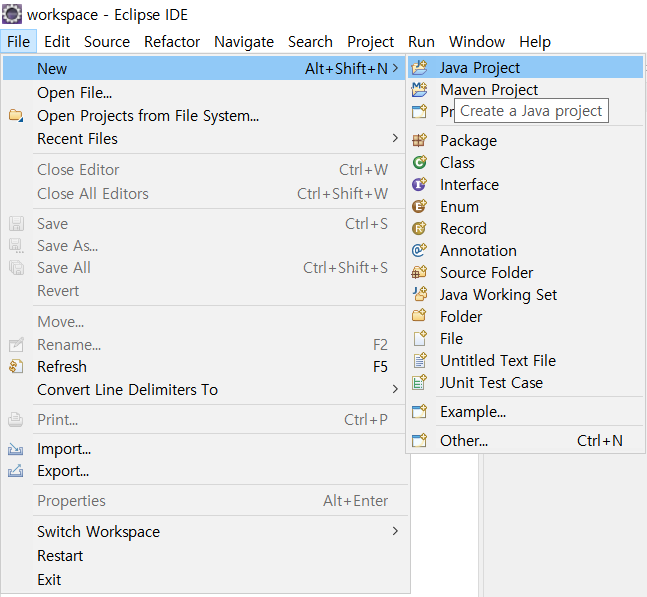 workspace - Eclipse IDE
File Edit Source Refactor Navigate Search Project Run Window Help
New Alt+Shift+N
Open File...
Open Projects from File System...
Recent Files
Close Editor Ctrl+W
Close All Editors Ctrl+Shift+W
Save Ctrl+S
Save As...
Save All Ctrl+Shift+S
Revert
Move...
Rename... F2
Refresh F5
Convert Line Delimiters To
Print... Ctrl+P
Import...
Export...
Properties Alt+Enter
Switch Workspace
Restart
Exit
Java Project
Maven Project
Pr
Create a Java project
Package
Class
Interface
Enum
Record
Annotation
Source Folder
Java Working Set
Folder
File
Untitled Text File
JUnit Test Case
Example...
Other... Ctrl+N